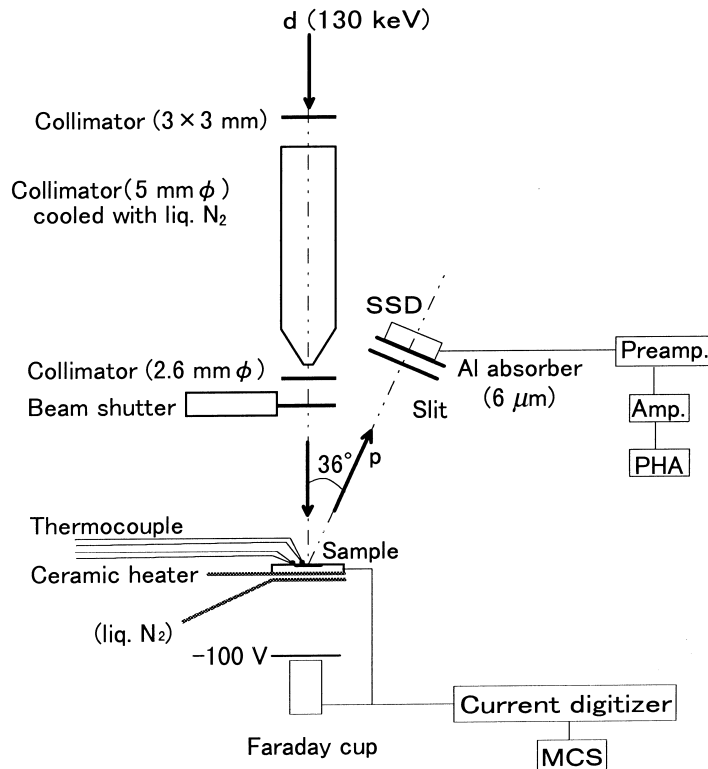 d (130 keV)
Collimator (3×3 mm)
Collimator(5 mm φ)
cooled with liq. N₂
SSD
Preamp.
Collimator (2.6 mm φ)
Al absorber
(6 μm)
Beam shutter
Slit
Amp.
36°
p
PHA
Thermocouple
Sample
Ceramic heater
(liq. N₂)
−100 V
Current digitizer
Faraday cup
MCS